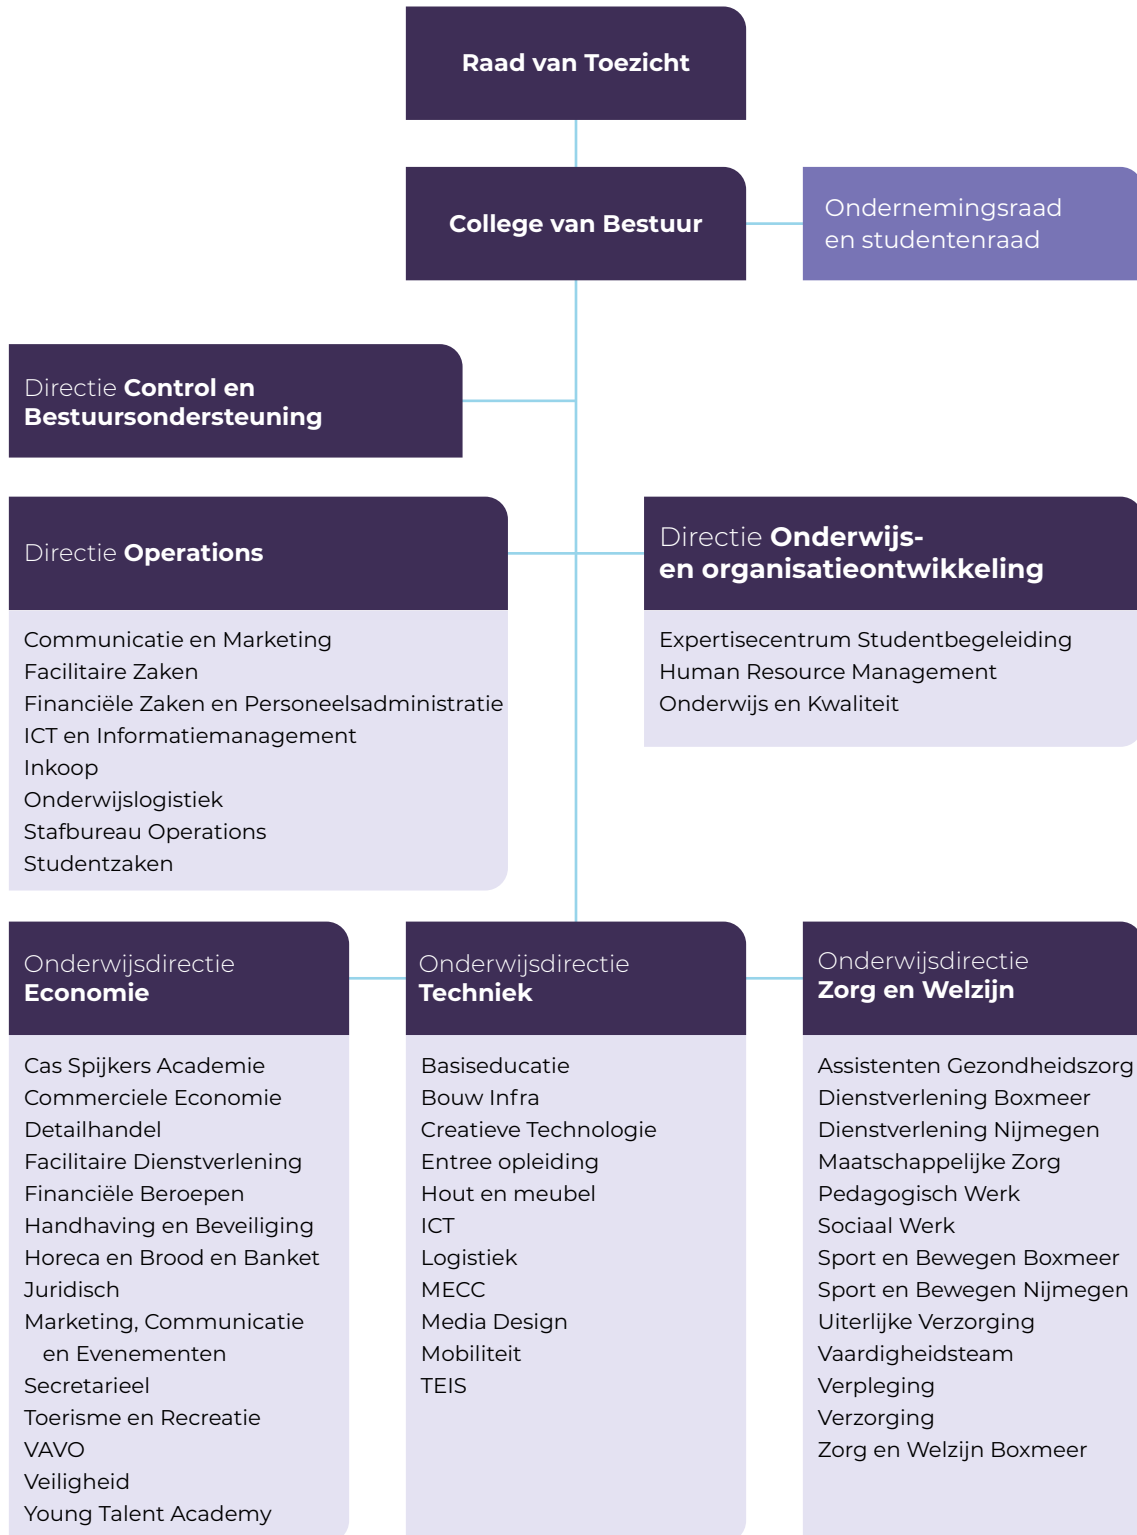 Raad van Toezicht
College van Bestuur
Ondernemingsraad
en studentenraad
Directie Control en
Bestuursondersteuning
Directie Operations
Communicatie en Marketing
Facilitaire Zaken
Financiële Zaken en Personeelsadministratie
ICT en Informatiemanagement
Inkoop
Onderwijslogistiek
Stafbureau Operations
Studentzaken
Directie Onderwijs-
en organisatieontwikkeling
Expertisecentrum Studentbegeleiding
Human Resource Management
Onderwijs en Kwaliteit
Onderwijsdirectie
Economie
Cas Spijkers Academie
Commerciele Economie
Detailhandel
Facilitaire Dienstverlening
Financiële Beroepen
Handhaving en Beveiliging
Horeca en Brood en Banket
Juridisch
Marketing, Communicatie
en Evenementen
Secretarieel
Toerisme en Recreatie
VAVO
Veiligheid
Young Talent Academy
Onderwijsdirectie
Techniek
Basiseducatie
Bouw Infra
Creatieve Technologie
Entree opleiding
Hout en meubel
ICT
Logistiek
MECC
Media Design
Mobiliteit
TEIS
Onderwijsdirectie
Zorg en Welzijn
Assistenten Gezondheidszorg
Dienstverlening Boxmeer
Dienstverlening Nijmegen
Maatschappelijke Zorg
Pedagogisch Werk
Sociaal Werk
Sport en Bewegen Boxmeer
Sport en Bewegen Nijmegen
Uiterlijke Verzorging
Vaardigheidsteam
Verpleging
Verzorging
Zorg en Welzijn Boxmeer